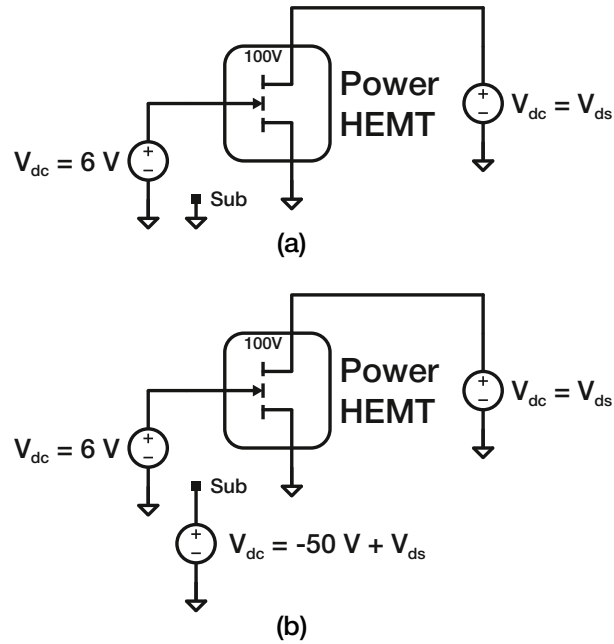 100V
Power
HEMT
V_dc = V_ds
V_dc = 6 V
+
−
+
−
Sub
(a)
100V
Power
HEMT
V_dc = V_ds
V_dc = 6 V
+
−
+
−
Sub
+
−
V_dc = -50 V + V_ds
(b)